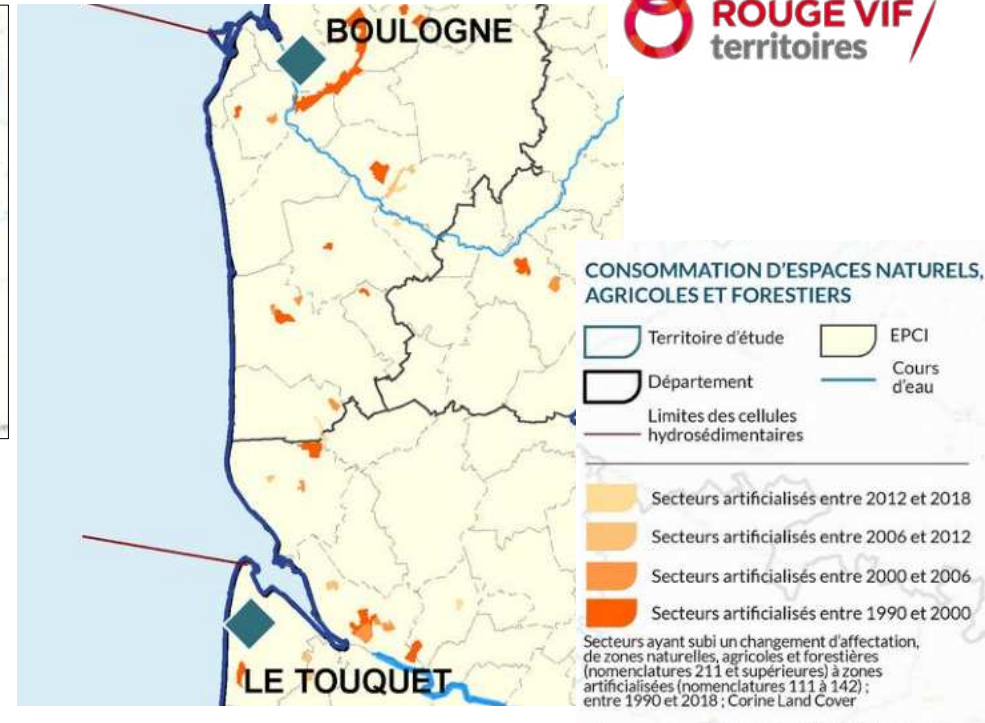 BOULOGNE
ROUGE VIF
territoires
CONSOMMATION D'ESPACES NATURELS,
AGRICOLES ET FORESTIERS
Territoire d'étude
EPCI
Département
Cours
d'eau
Limites des cellules
hydrosédimentaires
Secteurs artificialisés entre 2012 et 2018
Secteurs artificialisés entre 2006 et 2012
Secteurs artificialisés entre 2000 et 2006
Secteurs artificialisés entre 1990 et 2000
Secteurs ayant subi un changement d'affectation,
de zones naturelles, agricoles et forestières
(nomenclatures 211 et supérieures) à zones
artificialisées (nomenclatures 111 à 142) ;
entre 1990 et 2018 ; Corine Land Cover
LE TOUQUET